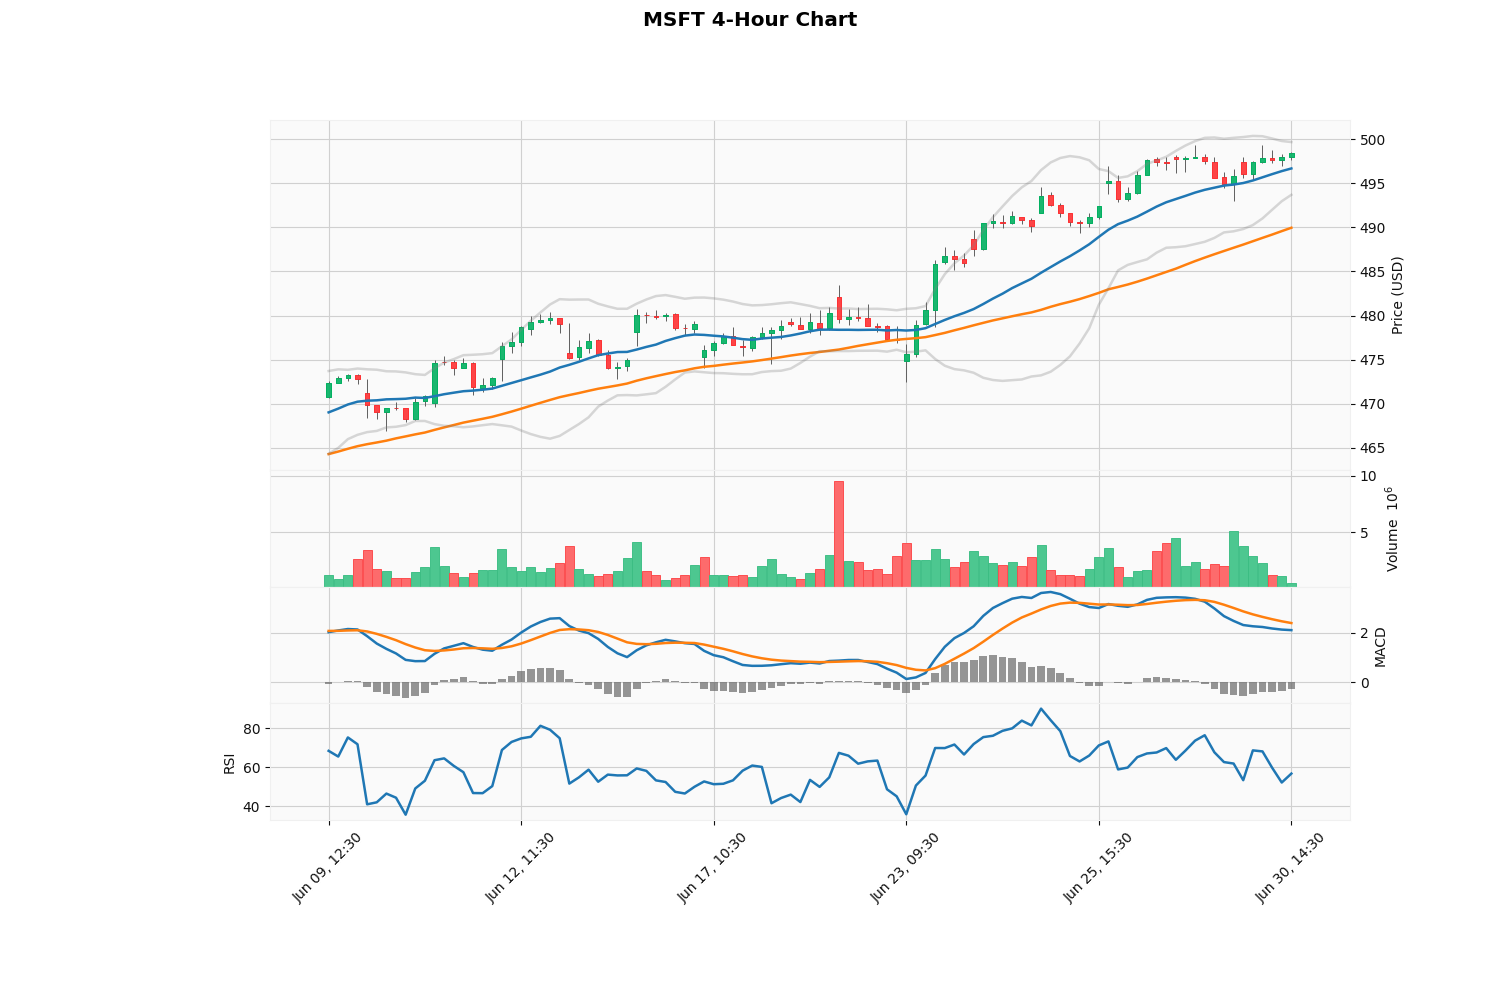 MSFT 4-Hour Chart
500
495
490
485
480
475
470
465
Price (USD)
10
5
Volume 10^6
2
0
MACD
80
60
40
RSI
Jun 09, 12:30
Jun 12, 11:30
Jun 17, 10:30
Jun 23, 09:30
Jun 25, 15:30
Jun 30, 14:30